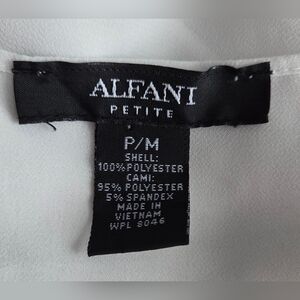 ALFANI
PETITE
P/M
SHELL:
100% POLYESTER
CAMI:
95% POLYESTER
5% SPANDEX
MADE IN
VIETNAM
WPL 8046